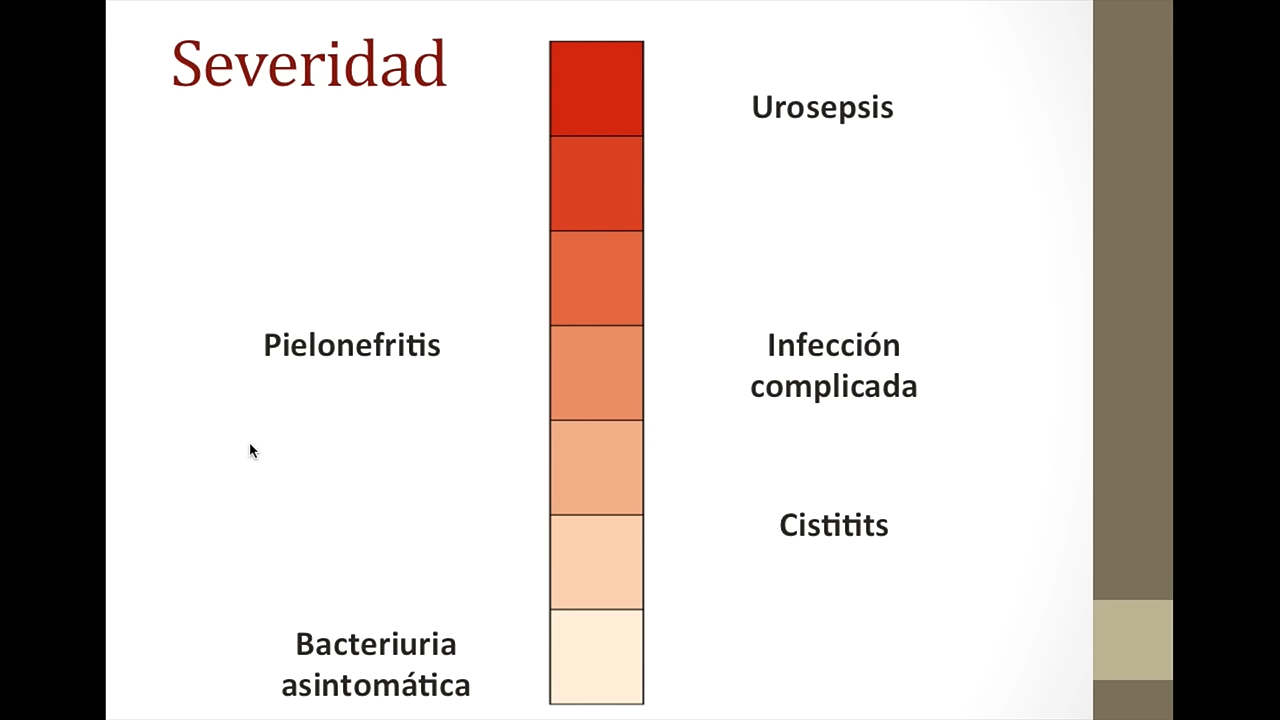 Severidad
Urosepsis
Pielonefritis
Infección
complicada
Cistitits
Bacteriuria
asintomática